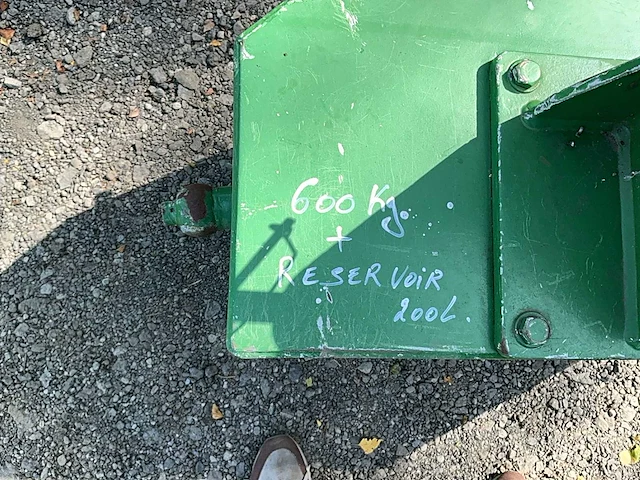 600 Kg.
+
RESERVOIR
200L.